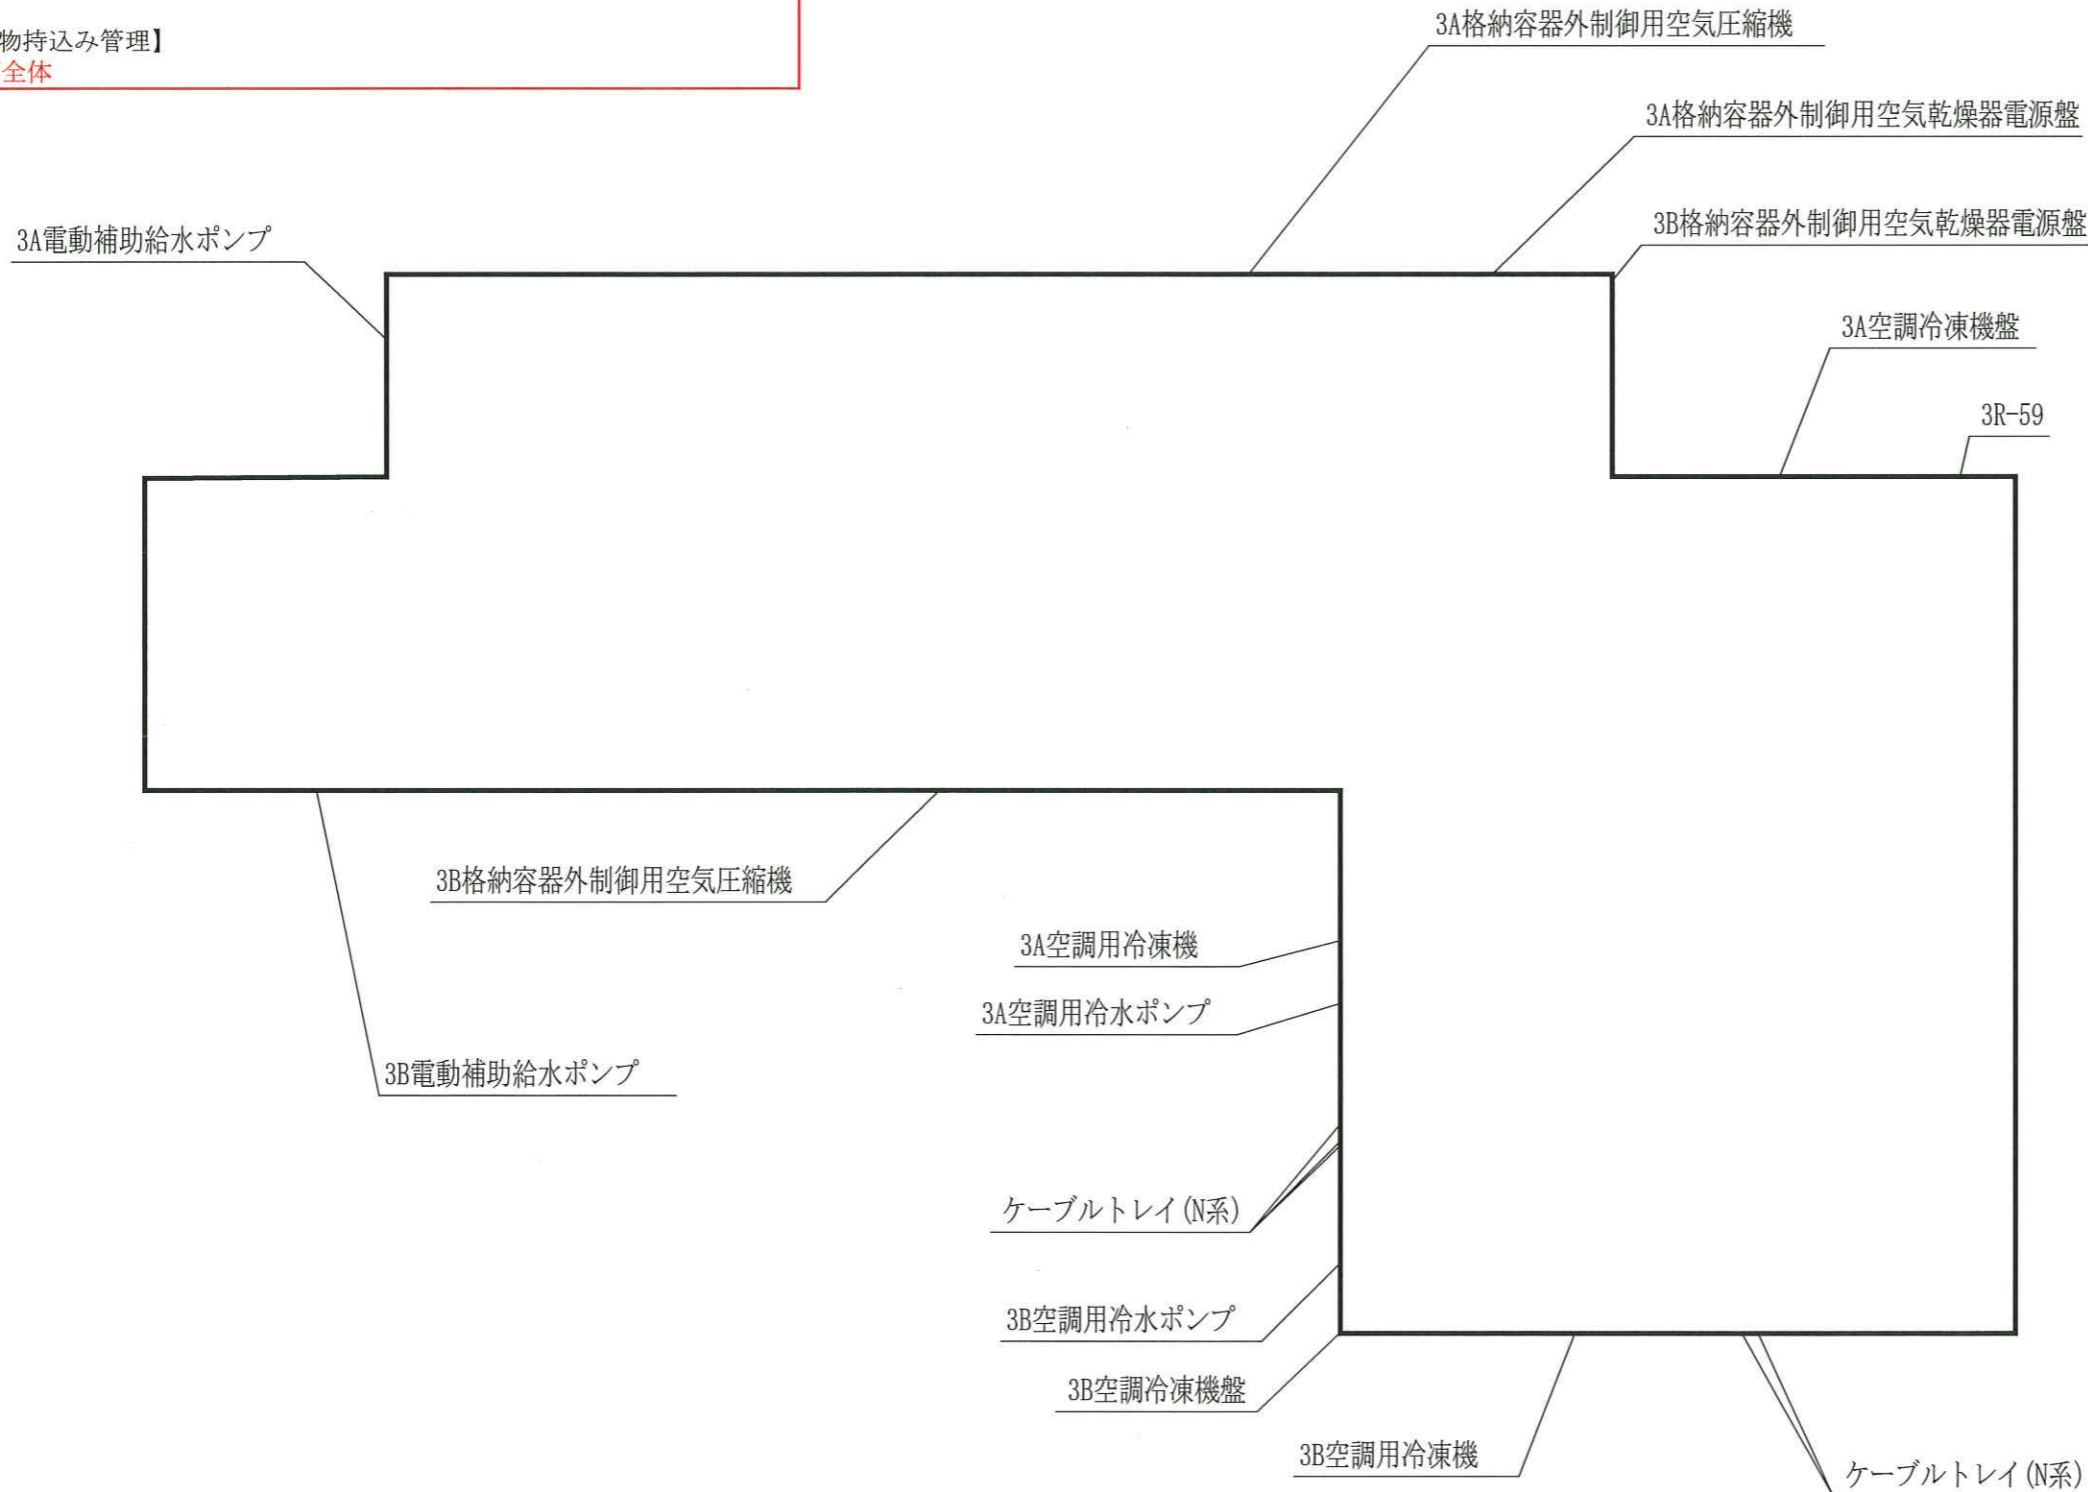 物持込み管理】
全体
3A格納容器外制御用空気圧縮機
3A格納容器外制御用空気乾燥器電源盤
3B格納容器外制御用空気乾燥器電源盤
3A電動補助給水ポンプ
3A空調冷凍機盤
3R-59
3B格納容器外制御用空気圧縮機
3A空調用冷凍機
3A空調用冷水ポンプ
3B電動補助給水ポンプ
ケーブルトレイ(N系)
3B空調用冷水ポンプ
3B空調冷凍機盤
3B空調用冷凍機
ケーブルトレイ(N系)